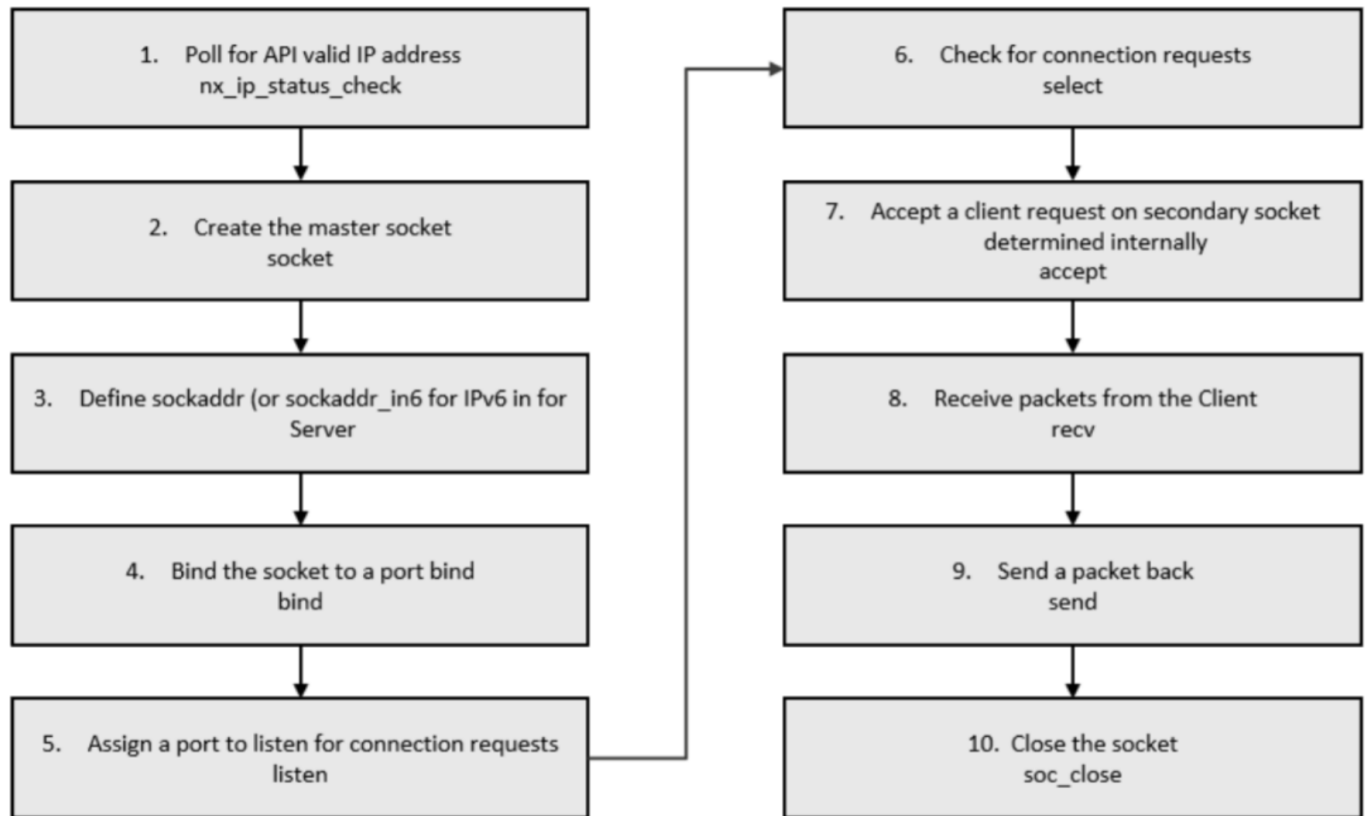 1. Poll for API valid IP address
nx_ip_status_check
2. Create the master socket
socket
3. Define sockaddr (or sockaddr_in6 for IPv6 in for
Server
4. Bind the socket to a port bind
bind
5. Assign a port to listen for connection requests
listen
6. Check for connection requests
select
7. Accept a client request on secondary socket
determined internally
accept
8. Receive packets from the Client
recv
9. Send a packet back
send
10. Close the socket
soc_close